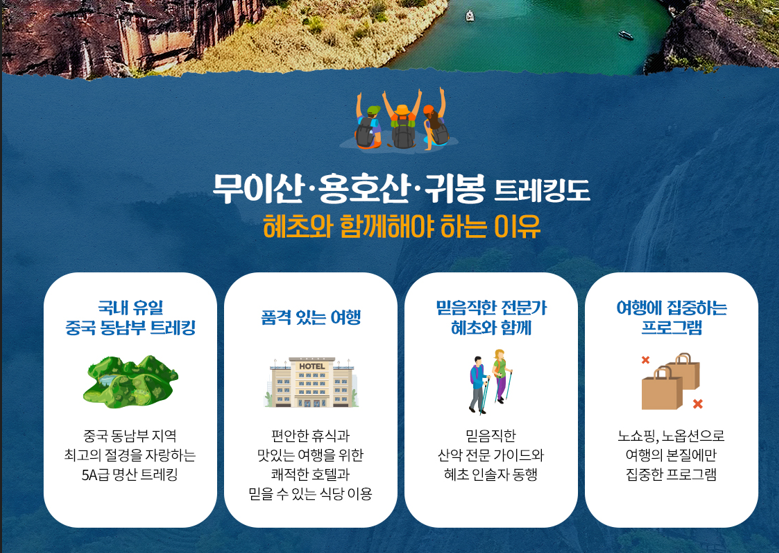 무이산·용호산·귀봉 트레킹도
혜초와 함께해야 하는 이유
국내 유일
중국 동남부 트레킹
중국 동남부 지역
최고의 절경을 자랑하는
5A급 명산 트레킹
품격 있는 여행
HOTEL
편안한 휴식과
맛있는 여행을 위한
쾌적한 호텔과
믿을 수 있는 식당 이용
믿음직한 전문가
혜초와 함께
믿음직한
산악 전문 가이드와
혜초 인솔자 동행
여행에 집중하는
프로그램
노쇼핑, 노옵션으로
여행의 본질에만
집중한 프로그램